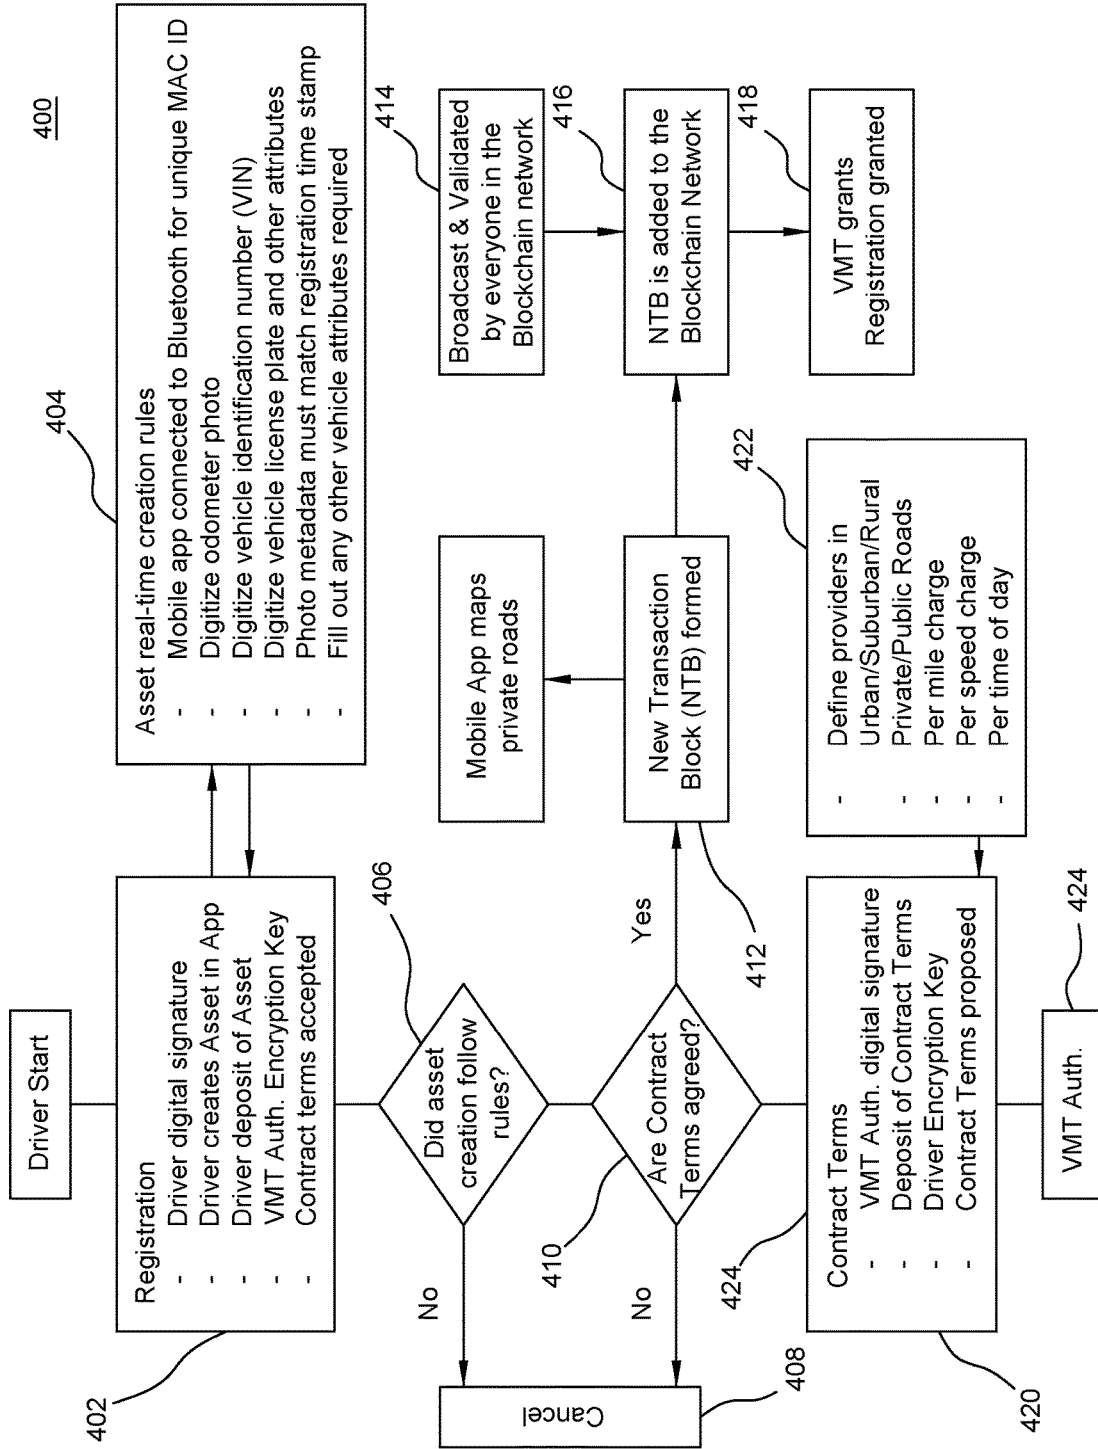 400
Driver Start
402
Registration
- Driver digital signature
- Driver creates Asset in App
- Driver deposit of Asset
- VMT Auth. Encryption Key
- Contract terms accepted
404
Asset real-time creation rules
- Mobile app connected to Bluetooth for unique MAC ID
- Digitize odometer photo
- Digitize vehicle identification number (VIN)
- Digitize vehicle license plate and other attributes
- Photo metadata must match registration time stamp
- Fill out any other vehicle attributes required
406
Did asset
creation follow
rules?
No
Cancel
408
410
Are Contract
Terms agreed?
No
Yes
412
New Transaction
Block (NTB) formed
Mobile App maps
private roads
414
Broadcast & Validated
by everyone in the
Blockchain network
416
NTB is added to the
Blockchain Network
418
VMT grants
Registration granted
424
420
Contract Terms
- VMT Auth. digital signature
- Deposit of Contract Terms
- Driver Encryption Key
- Contract Terms proposed
422
- Define providers in
Urban/Suburban/Rural
- Private/Public Roads
- Per mile charge
- Per speed charge
- Per time of day
424
VMT Auth.